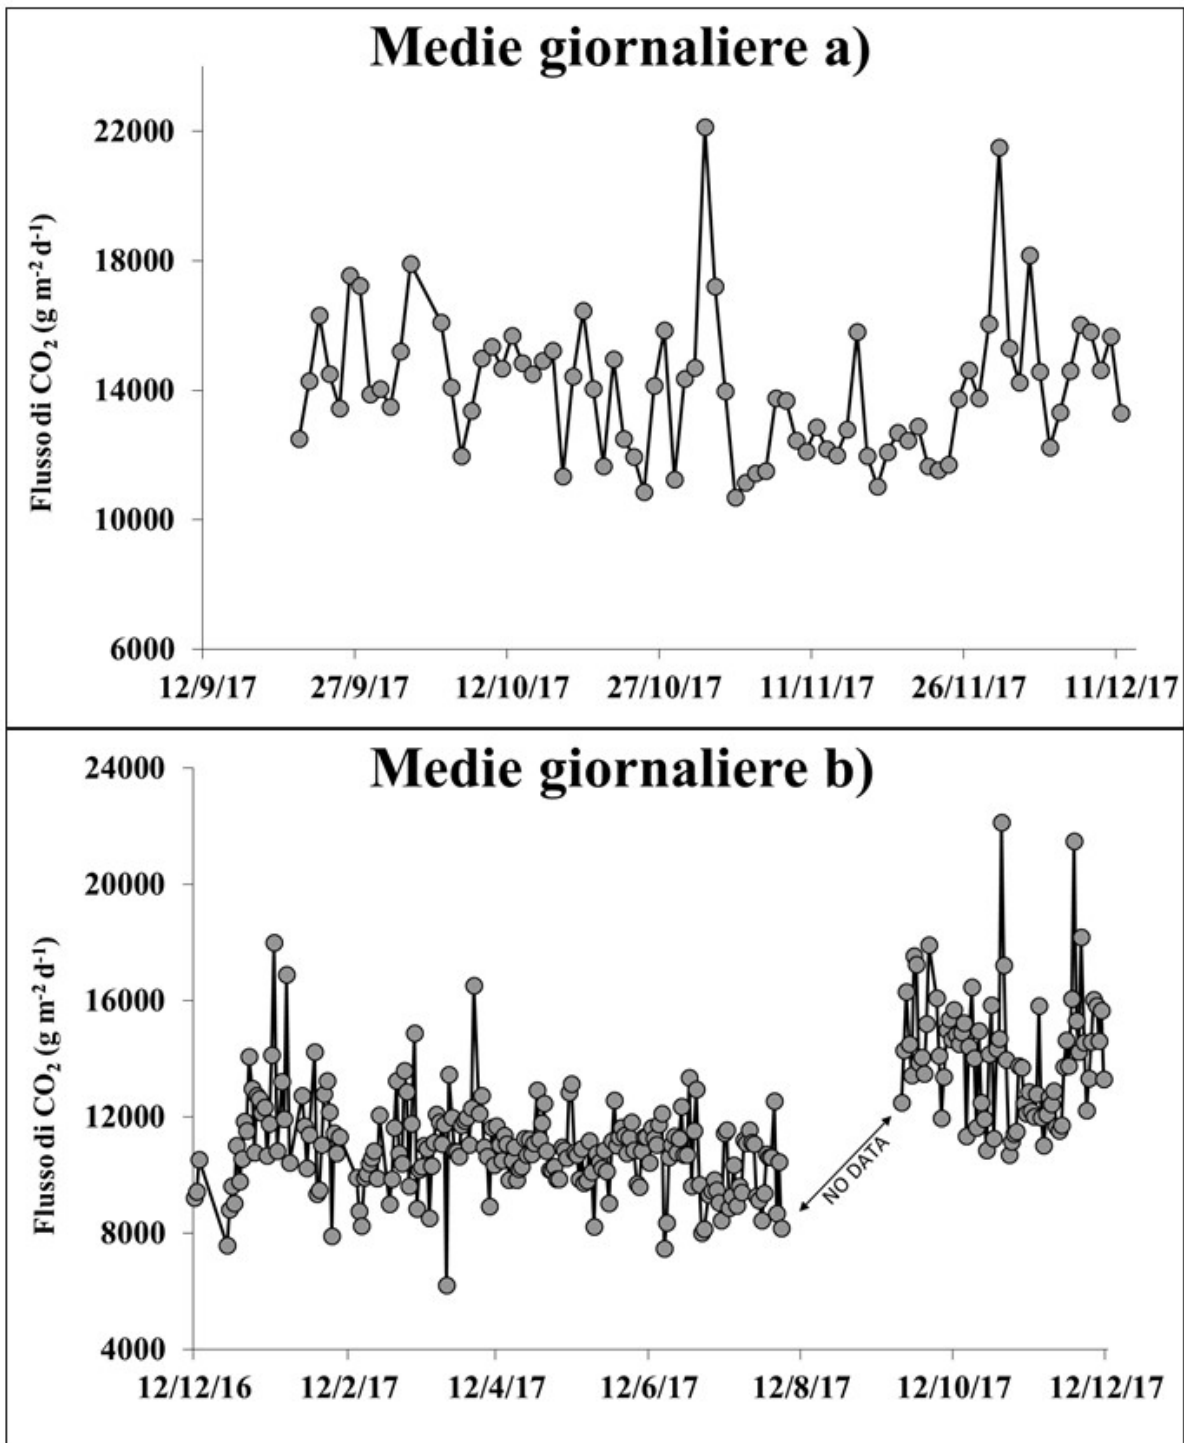 Medie giornaliere a)
22000
18000
14000
10000
6000
Flusso di CO₂ (g m⁻² d⁻¹)
12/9/17 27/9/17 12/10/17 27/10/17 11/11/17 26/11/17 11/12/17
Medie giornaliere b)
24000
20000
16000
12000
8000
4000
Flusso di CO₂ (g m⁻² d⁻¹)
NO DATA
12/12/16 12/2/17 12/4/17 12/6/17 12/8/17 12/10/17 12/12/17